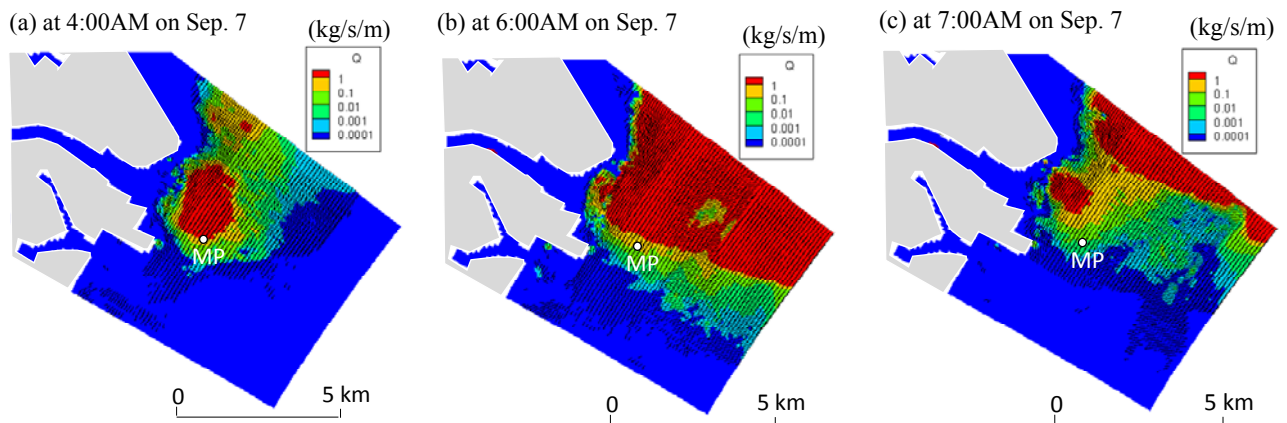 (a) at 4:00AM on Sep. 7
(kg/s/m)
Q
1
0.1
0.01
0.001
0.0001
MP
0
5 km
(b) at 6:00AM on Sep. 7
(kg/s/m)
Q
1
0.1
0.01
0.001
0.0001
MP
0
5 km
(c) at 7:00AM on Sep. 7
(kg/s/m)
Q
1
0.1
0.01
0.001
0.0001
MP
0
5 km